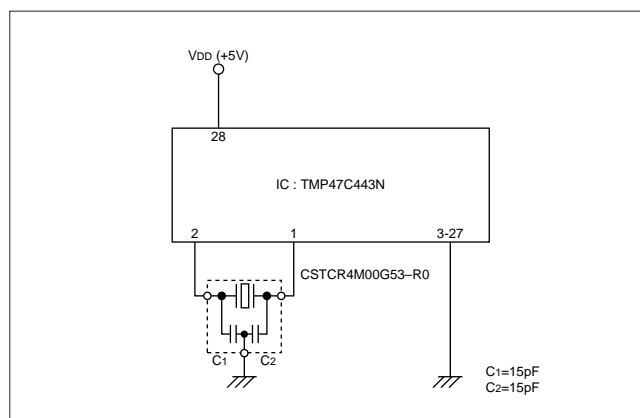 VDD (+5V)
28
IC : TMP47C443N
2 1 3-27
CSTCR4M00G53–R0
C1 C2
C1=15pF
C2=15pF